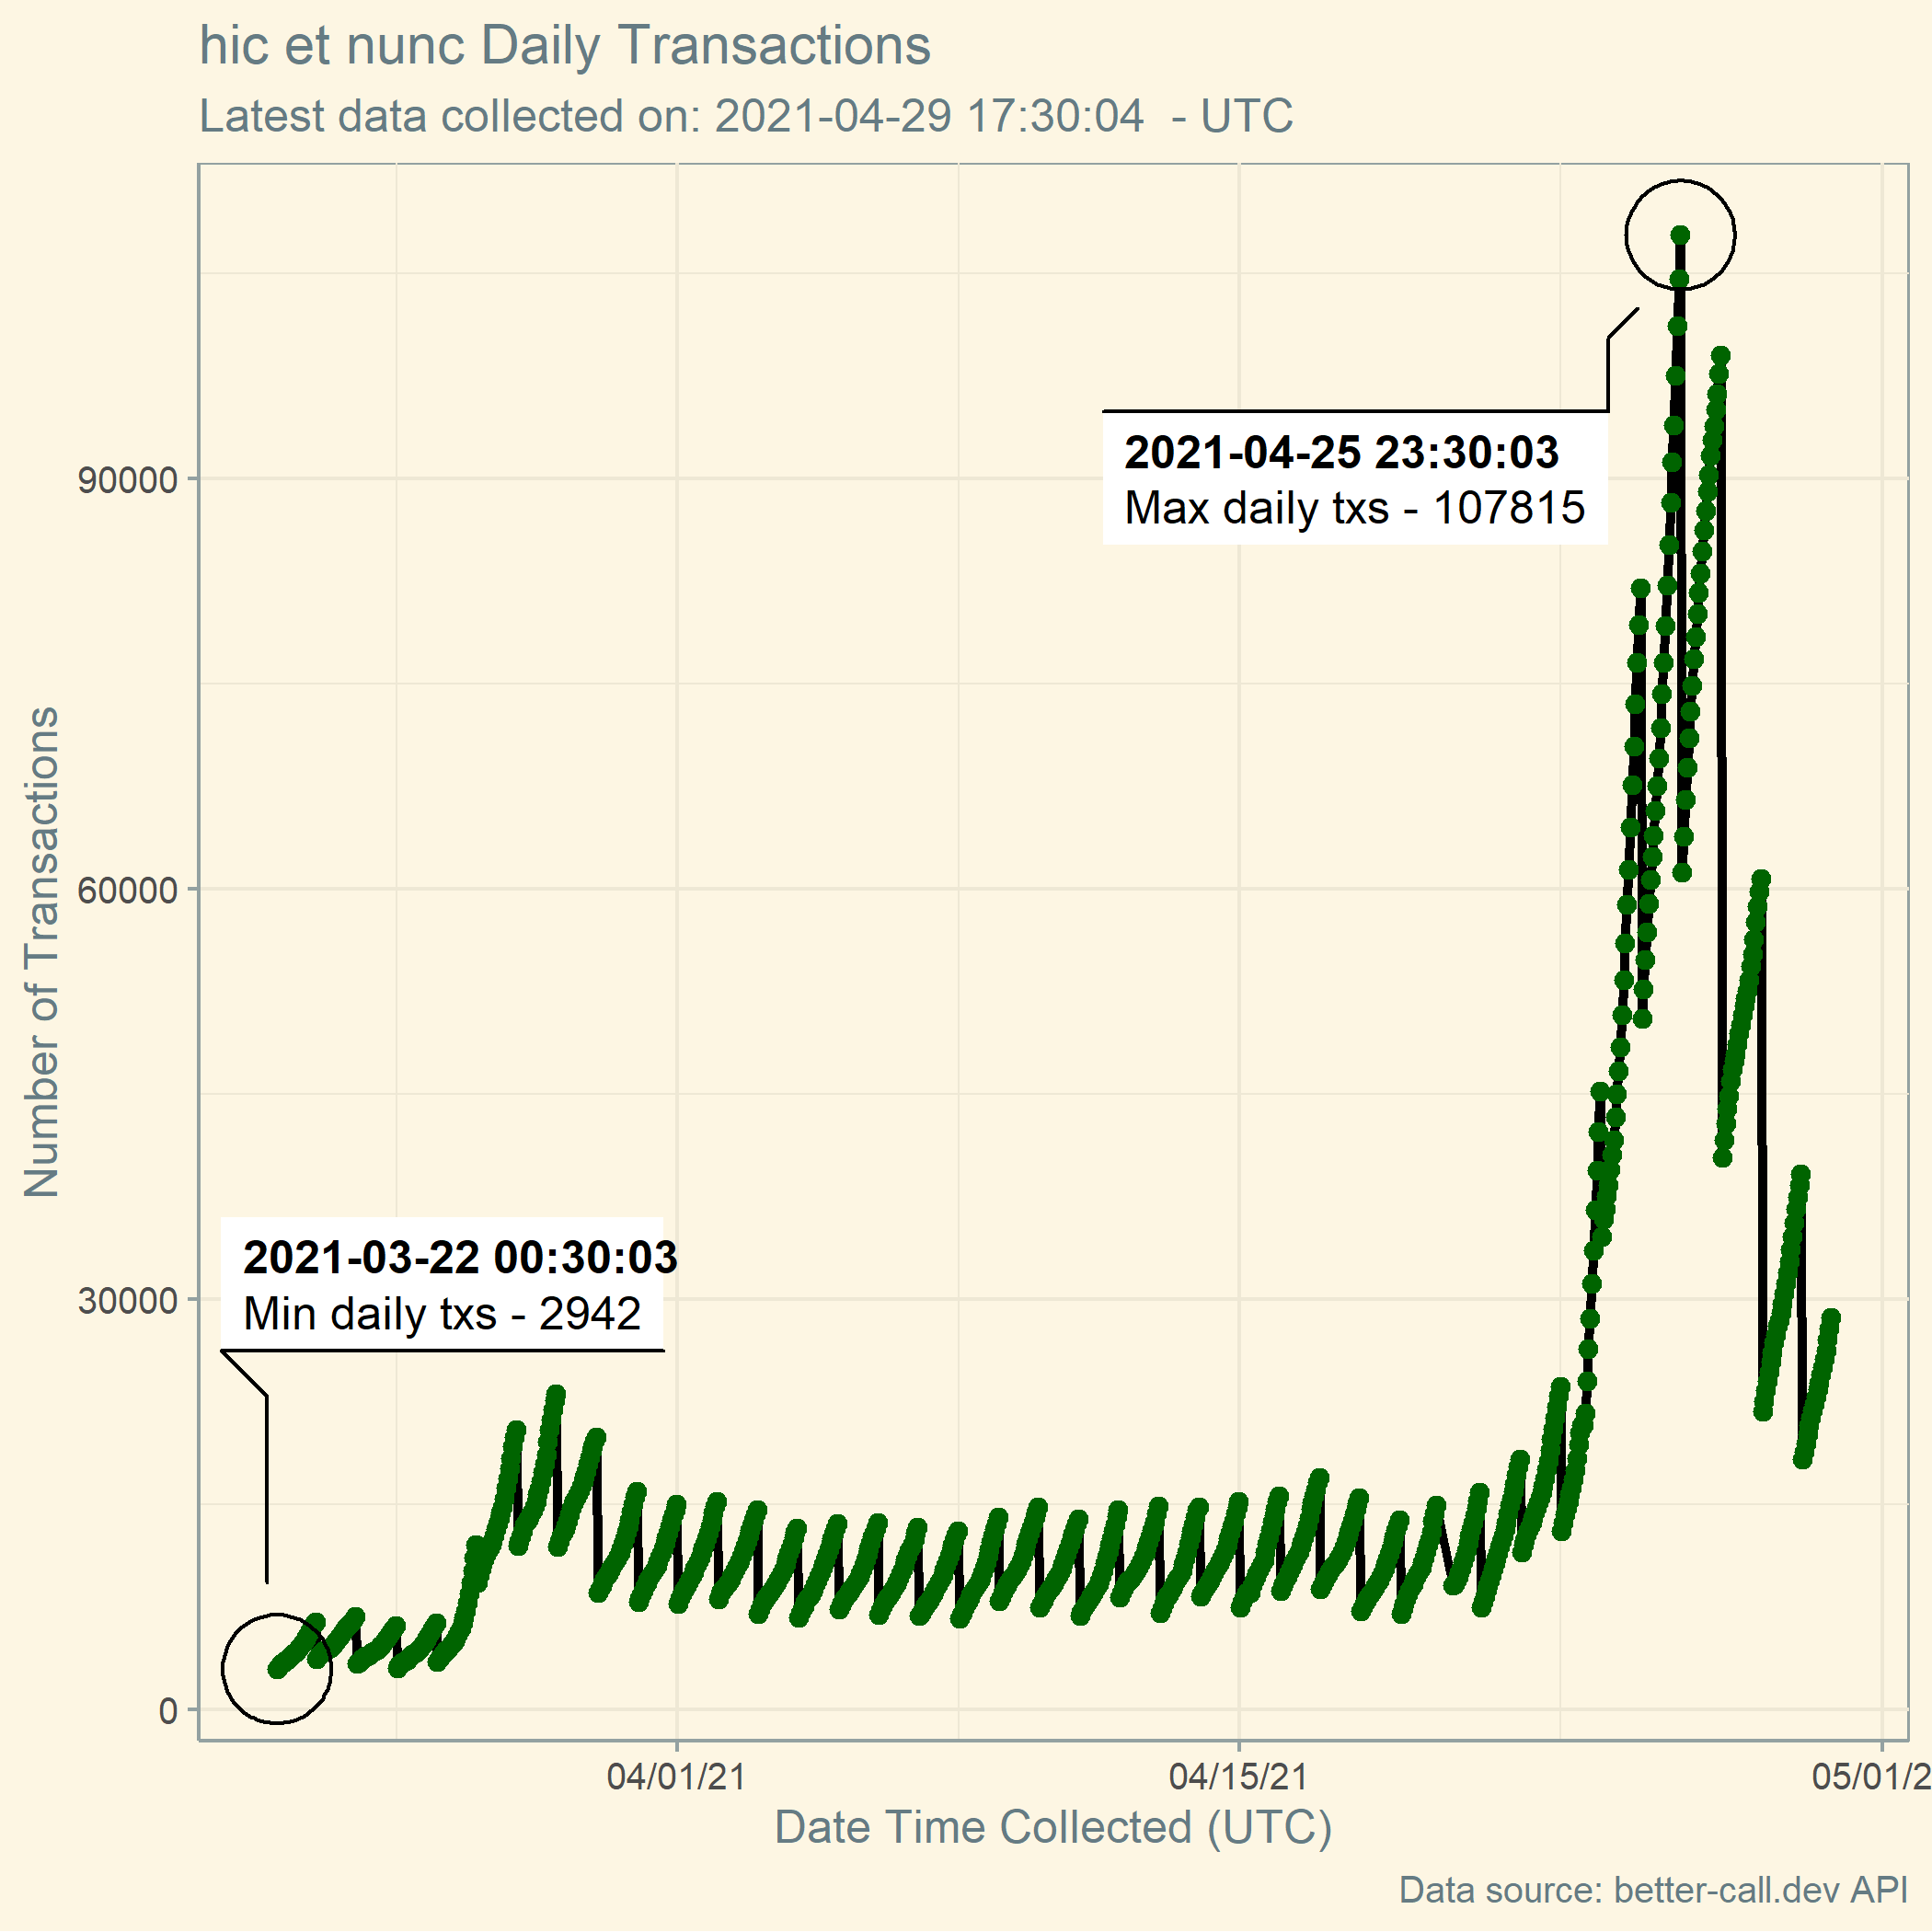 hic et nunc Daily Transactions
Latest data collected on: 2021-04-29 17:30:04  - UTC
Number of Transactions
90000
60000
30000
0
2021-04-25 23:30:03
Max daily txs - 107815
2021-03-22 00:30:03
Min daily txs - 2942
04/01/21
04/15/21
05/01/2
Date Time Collected (UTC)
Data source: better-call.dev API